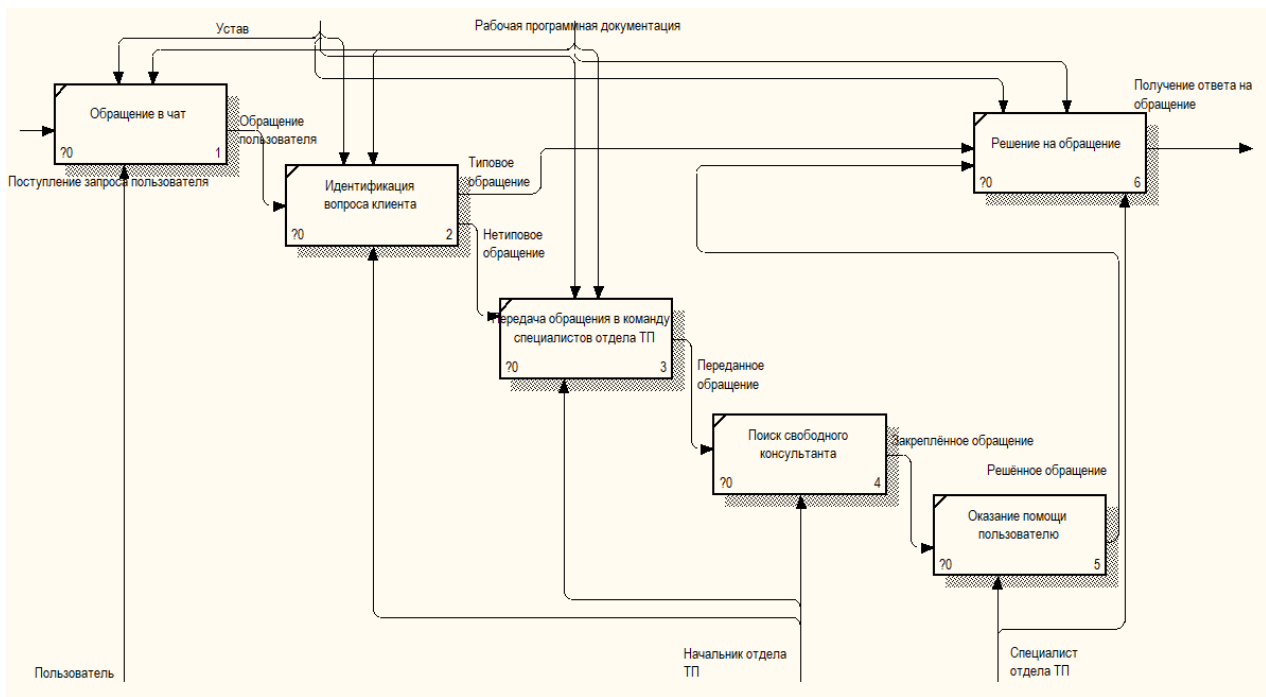 Устав
Рабочая программная документация
Обращение в чат
?0
1
Обращение
пользователя
Поступление запроса пользователя
Идентификация
вопроса клиента
?0
2
Типовое
обращение
Нетиповое
обращение
Получение ответа на
обращение
Решение на обращение
?0
6
Передача обращения в команду
специалистов отдела ТП
?0
3
Переданное
обращение
Поиск свободного
консультанта
?0
4
Закреплённое обращение
Решённое обращение
Оказание помощи
пользователю
?0
5
Пользователь
Начальник отдела
ТП
Специалист
отдела ТП